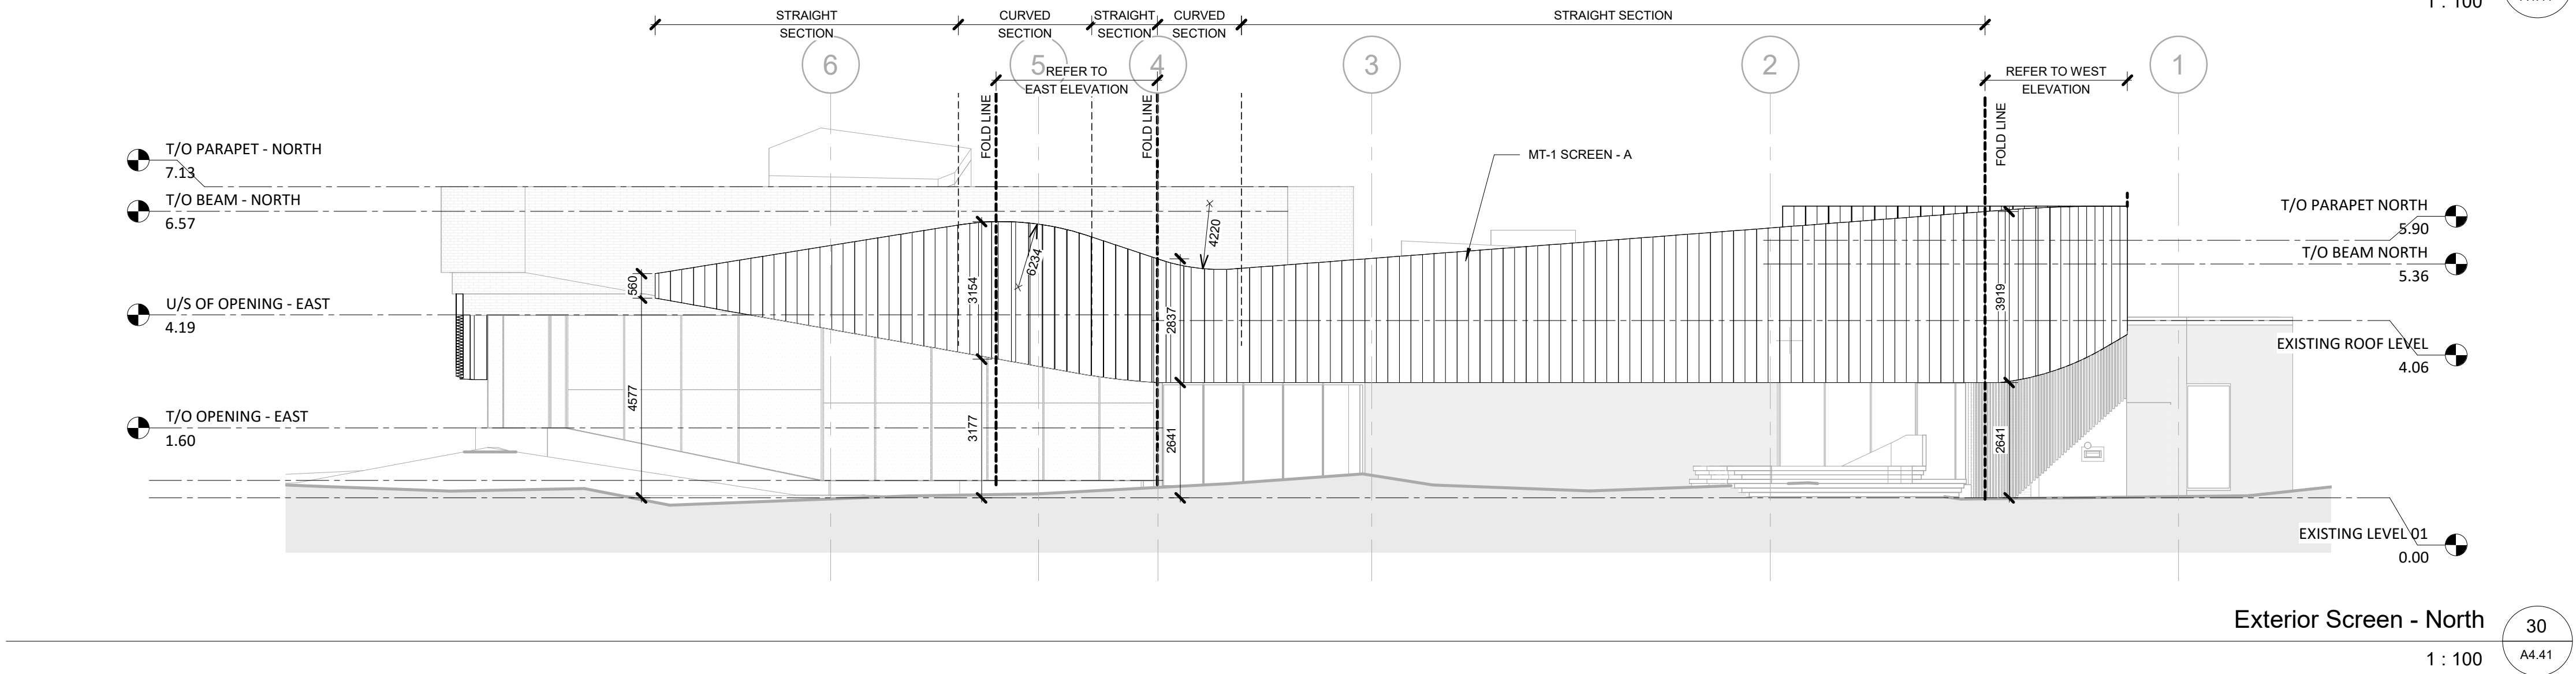 1 : 100
STRAIGHT
SECTION
CURVED
SECTION
STRAIGHT
SECTION
CURVED
SECTION
STRAIGHT SECTION
6
5
4
3
2
1
REFER TO
EAST ELEVATION
REFER TO WEST
ELEVATION
FOLD LINE
FOLD LINE
FOLD LINE
T/O PARAPET - NORTH
7.13
T/O BEAM - NORTH
6.57
U/S OF OPENING - EAST
4.19
T/O OPENING - EAST
1.60
MT-1 SCREEN - A
560
4577
3154
3177
6234
4220
2837
2641
3919
2641
T/O PARAPET NORTH
5.90
T/O BEAM NORTH
5.36
EXISTING ROOF LEVEL
4.06
EXISTING LEVEL 01
0.00
Exterior Screen - North
30
A4.41
1 : 100